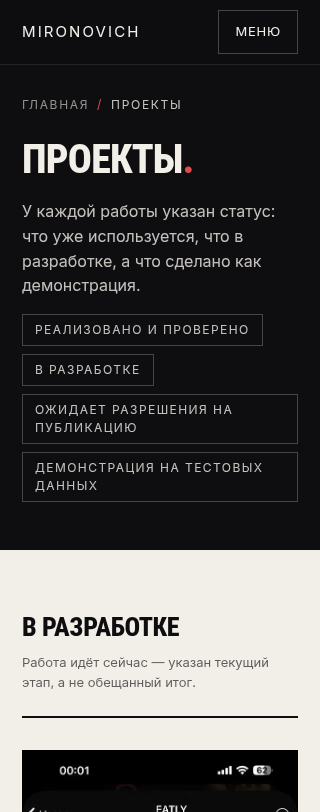 MIRONOVICH
МЕНЮ
ГЛАВНАЯ / ПРОЕКТЫ
ПРОЕКТЫ.
У каждой работы указан статус:
что уже используется, что в
разработке, а что сделано как
демонстрация.
РЕАЛИЗОВАНО И ПРОВЕРЕНО
В РАЗРАБОТКЕ
ОЖИДАЕТ РАЗРЕШЕНИЯ НА
ПУБЛИКАЦИЮ
ДЕМОНСТРАЦИЯ НА ТЕСТОВЫХ
ДАННЫХ
В РАЗРАБОТКЕ
Работа идёт сейчас — указан текущий
этап, а не обещанный итог.
00:01 62
EATLY